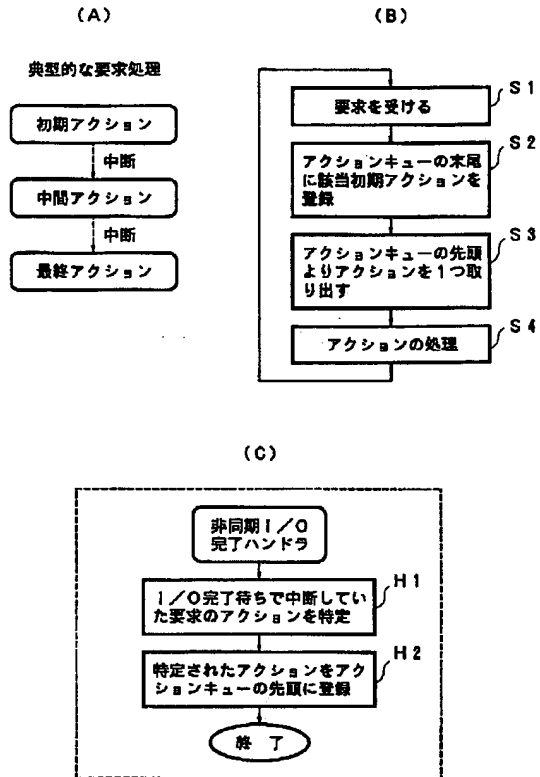 (A)
典型的な要求処理
初期アクション
中断
中間アクション
中断
最終アクション
(B)
要求を受ける
S1
アクションキューの末尾
に該当初期アクションを
登録
S2
アクションキューの先頭
よりアクションを1つ取
り出す
S3
アクションの処理
S4
(C)
非同期I/O
完了ハンドラ
I/O完了待ちで中断してい
た要求のアクションを特定
H1
特定されたアクションをアク
ションキューの先頭に登録
H2
終 了